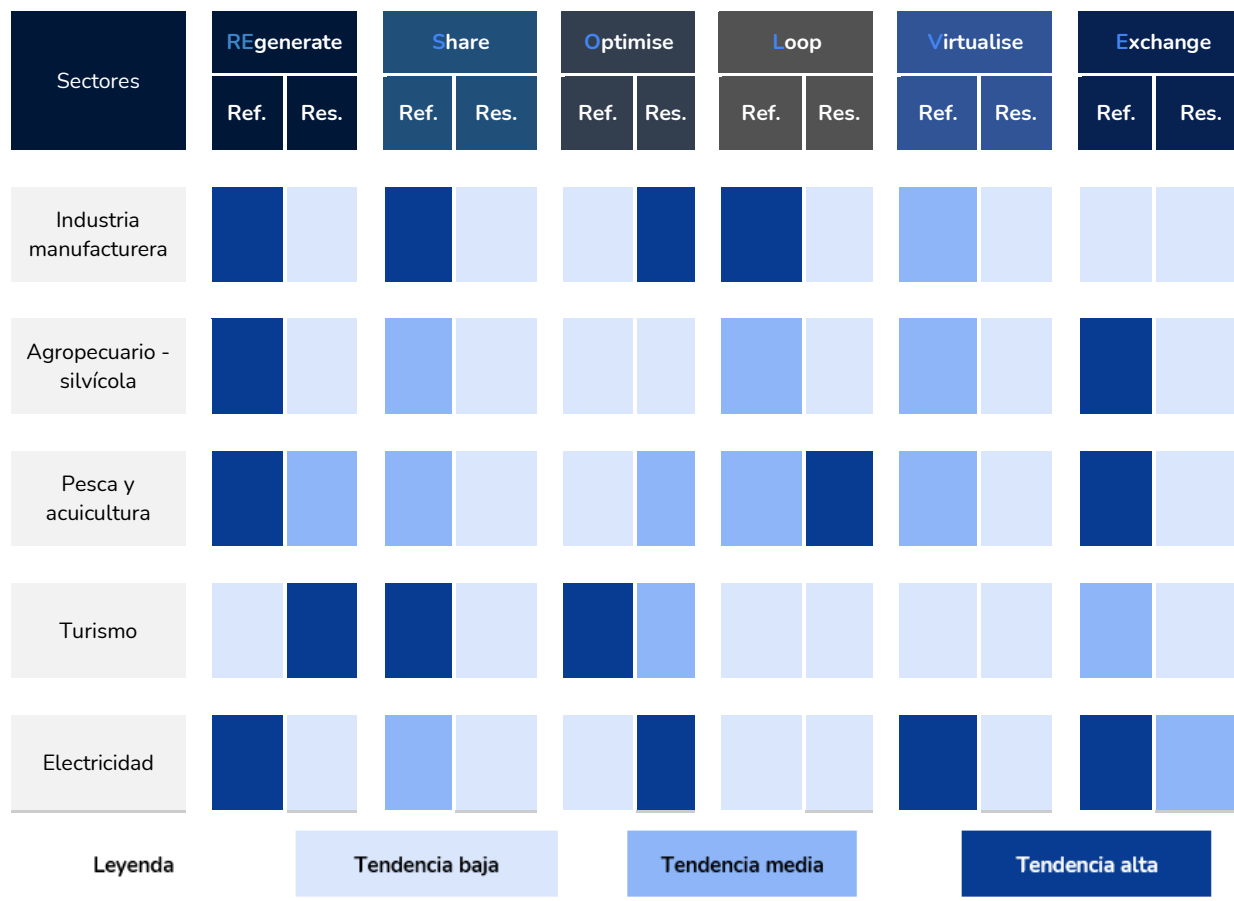 Sectores
REgenerate
Share
Optimise
Loop
Virtualise
Exchange
Ref. Res.
Ref. Res.
Ref. Res.
Ref. Res.
Ref. Res.
Ref. Res.
Industria
manufacturera
Agropecuario -
silvícola
Pesca y
acuicultura
Turismo
Electricidad
Leyenda
Tendencia baja
Tendencia media
Tendencia alta